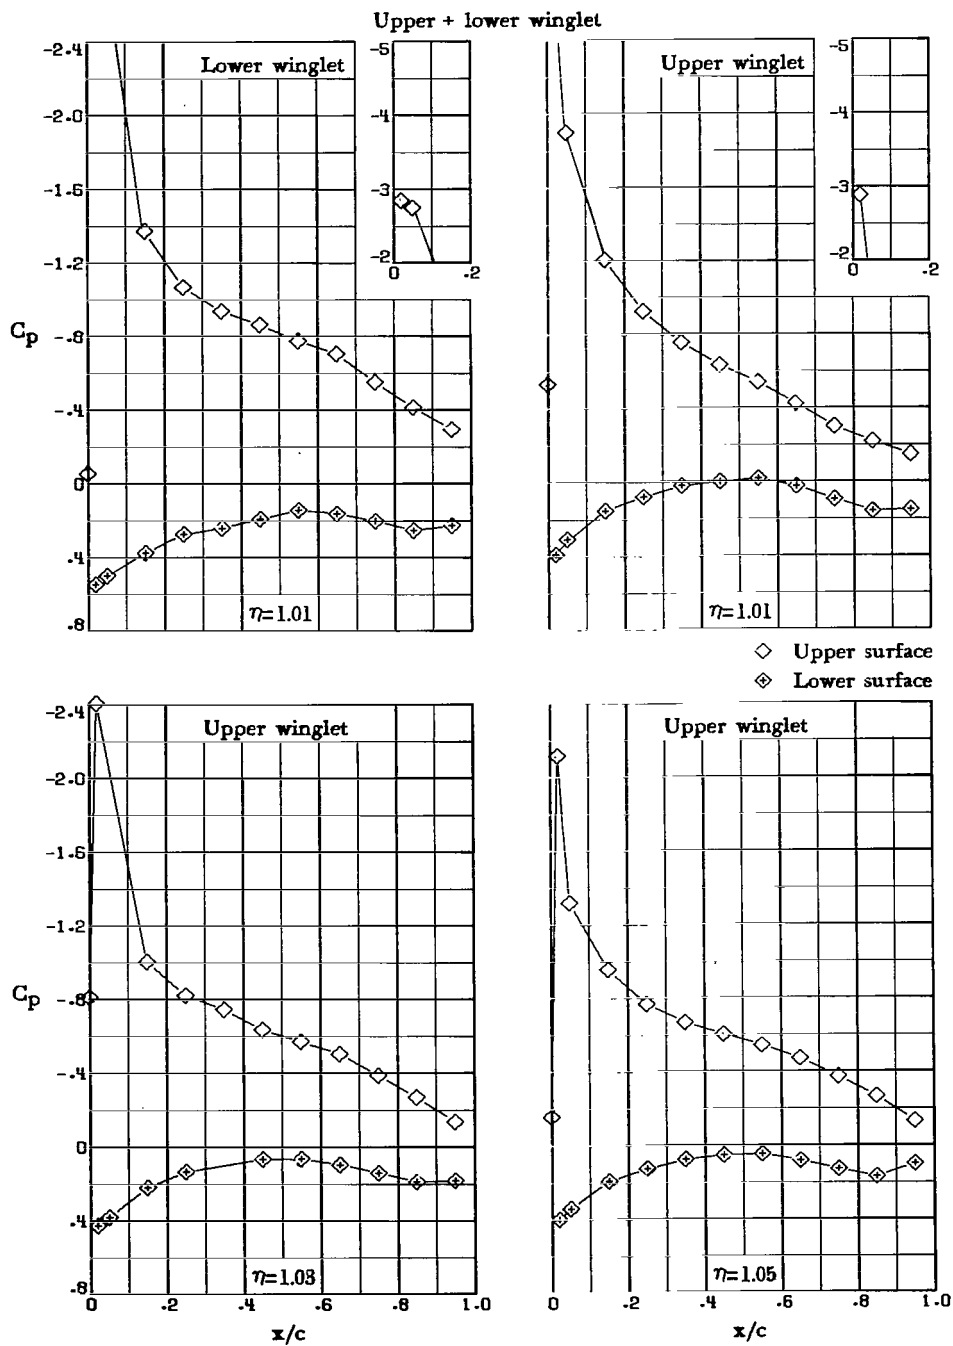 Upper + lower winglet
Lower winglet
Upper winglet
-2.4
-2.0
-1.6
-1.2
-.8
-.4
0
.4
.8
Cp
-5
-4
-3
-2
0 .2
-5
-4
-3
-2
0 .2
η=1.01
η=1.01
Upper surface
Lower surface
Upper winglet
Upper winglet
-2.4
-2.0
-1.6
-1.2
-.8
-.4
0
.4
.8
Cp
η=1.03
η=1.05
0 .2 .4 .6 .8 1.0
0 .2 .4 .6 .8 1.0
x/c
x/c